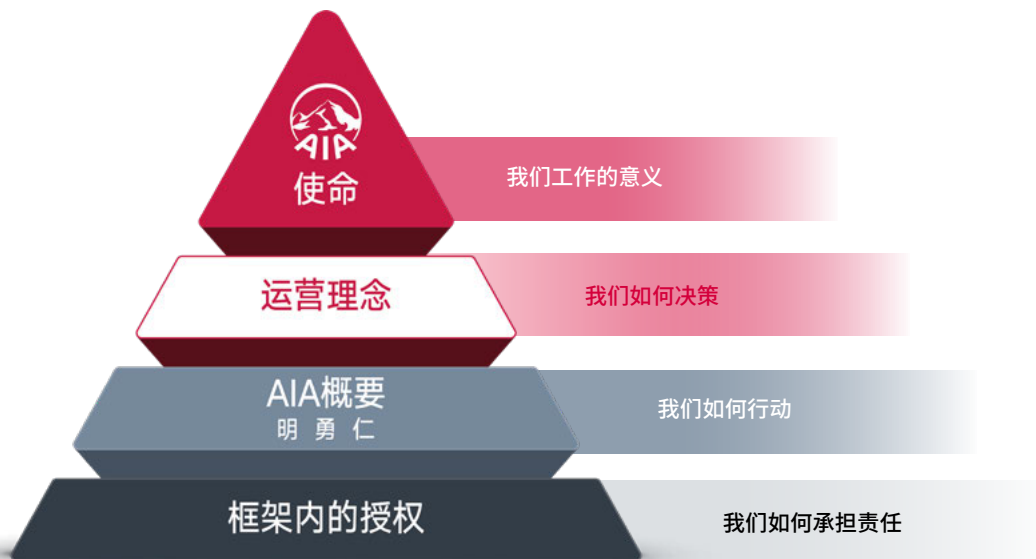 AIA
使命
我们工作的意义
运营理念
我们如何决策
AIA概要
明 勇 仁
我们如何行动
框架内的授权
我们如何承担责任